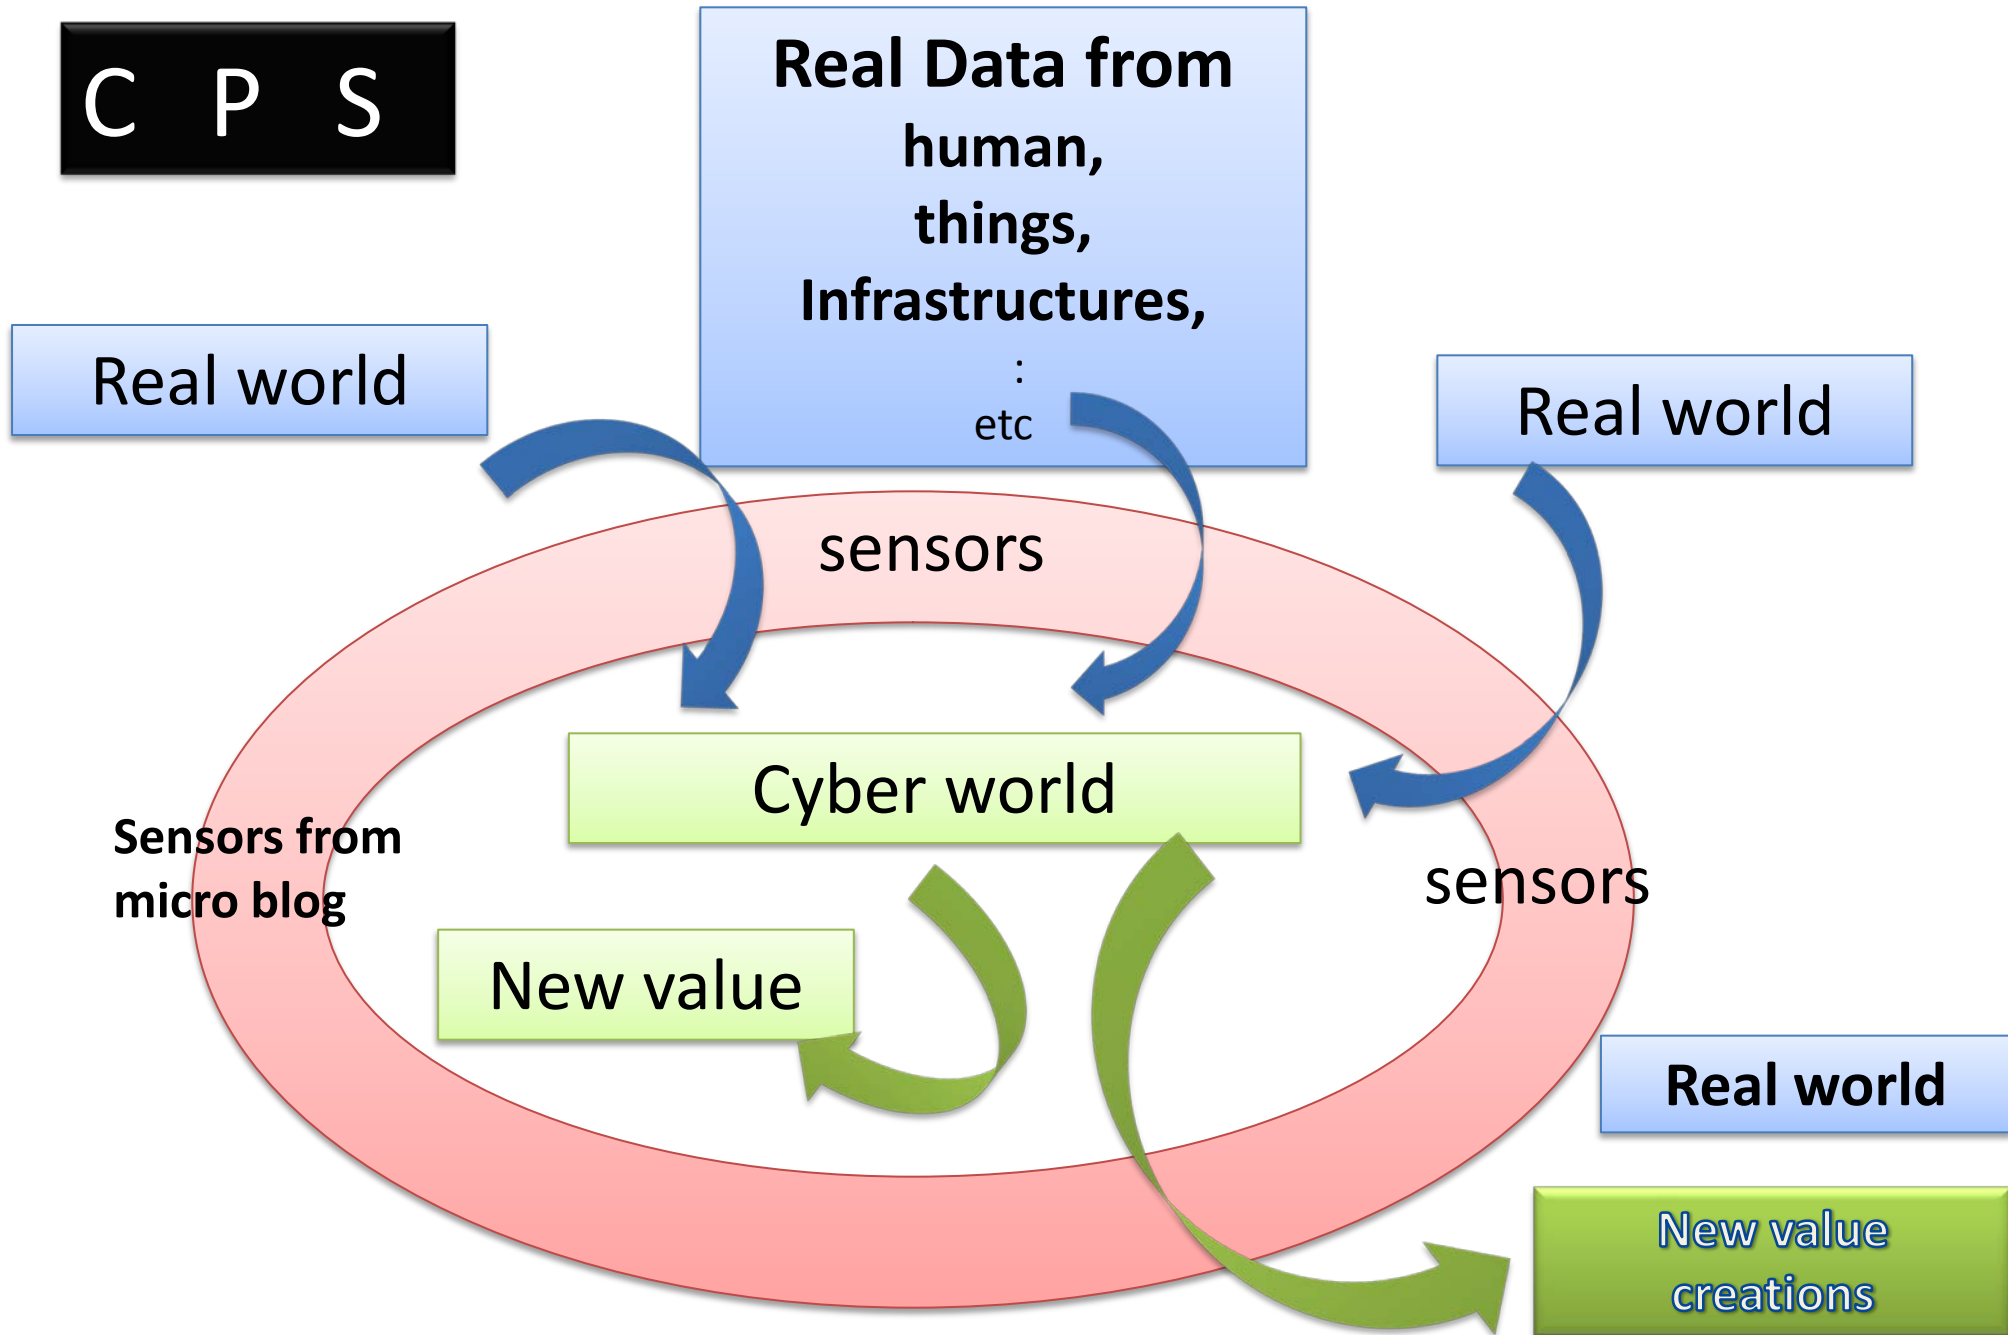 C P S
Real Data from
human,
things,
Infrastructures,
:
etc
Real world
Real world
sensors
Cyber world
Sensors from
micro blog
sensors
New value
Real world
New value
creations